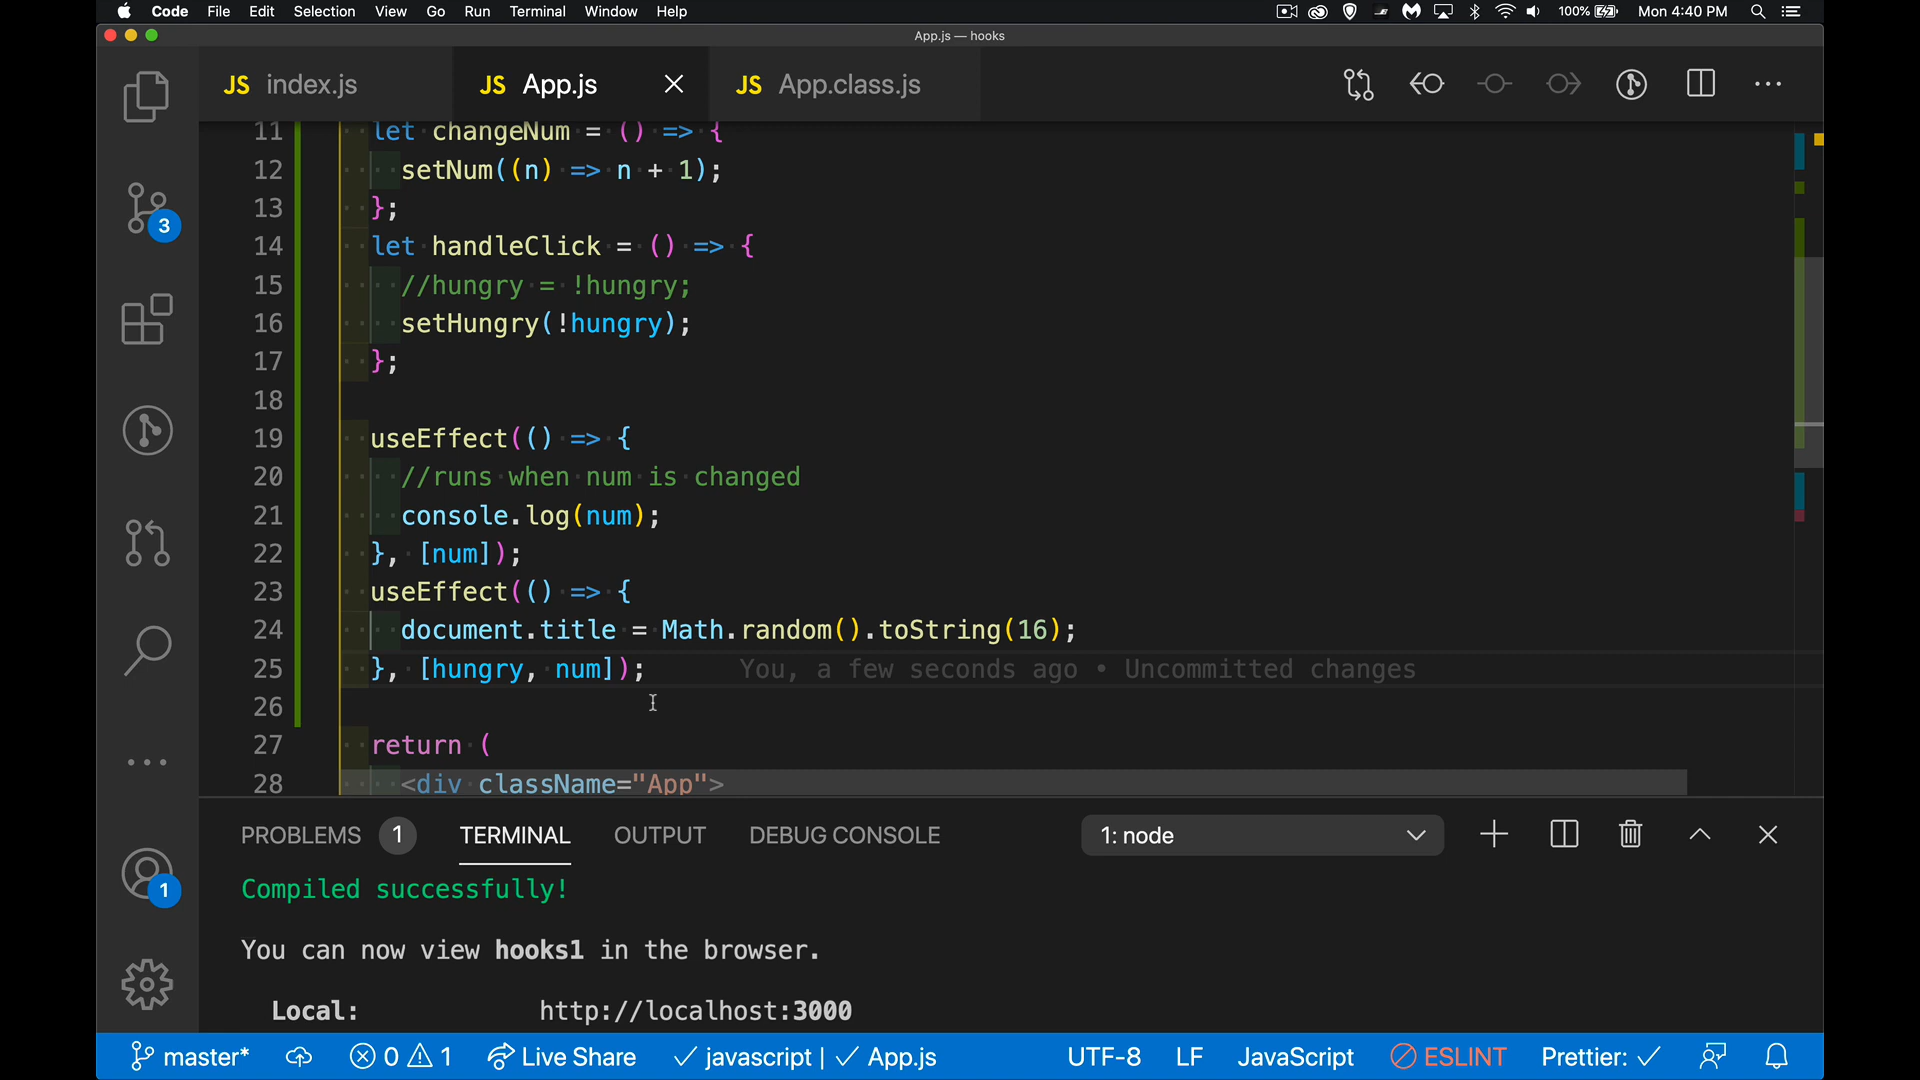 Code File Edit Selection View Go Run Terminal Window Help 100% Mon 4:40 PM
App.js — hooks
JS index.js JS App.js JS App.class.js
11 let changeNum = () => {
12 setNum((n) => n + 1);
13 };
14 let handleClick = () => {
15 //hungry = !hungry;
16 setHungry(!hungry);
17 };
18
19 useEffect(() => {
20 //runs when num is changed
21 console.log(num);
22 }, [num]);
23 useEffect(() => {
24 document.title = Math.random().toString(16);
25 }, [hungry, num]); You, a few seconds ago • Uncommitted changes
26
27 return (
28 <div className="App">
3
1
PROBLEMS 1 TERMINAL OUTPUT DEBUG CONSOLE 1: node
Compiled successfully!
You can now view hooks1 in the browser.
Local: http://localhost:3000
master* 0 1 Live Share javascript | App.js UTF-8 LF JavaScript ESLINT Prettier: